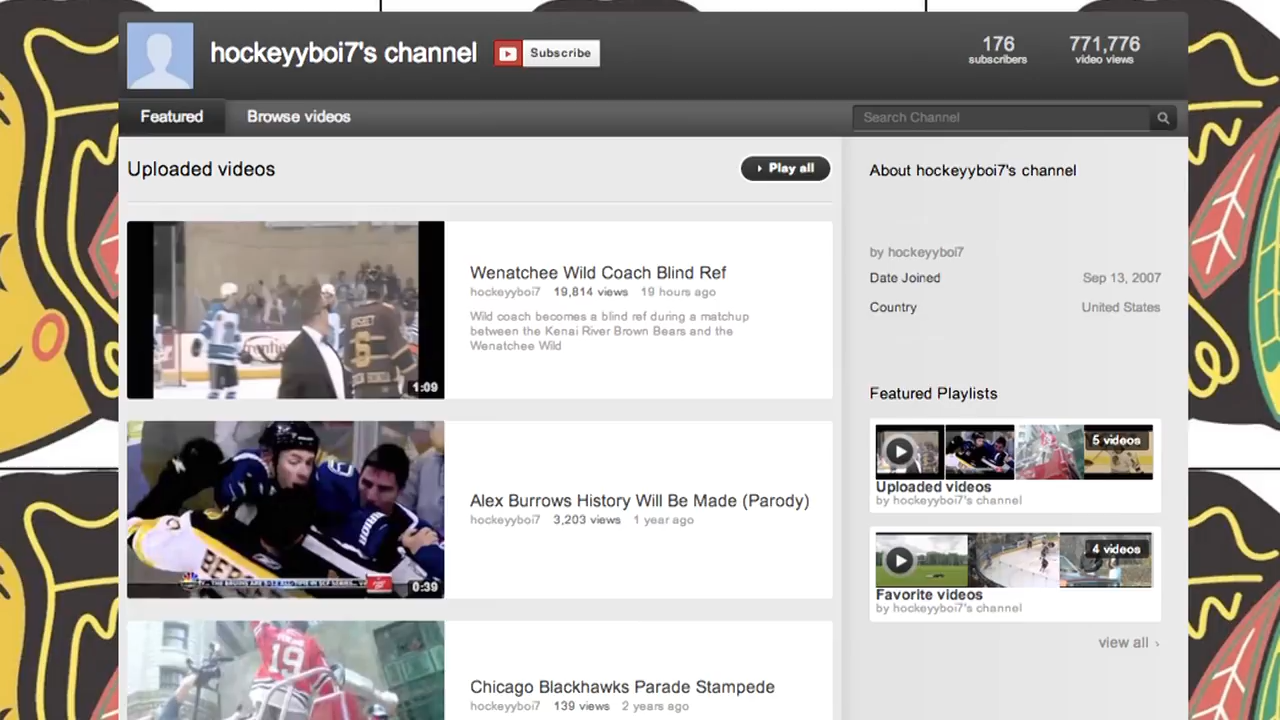 hockeyyboi7's channel
Subscribe
176
subscribers
771,776
video views
Featured
Browse videos
Search Channel
Uploaded videos
Play all
1:09
Wenatchee Wild Coach Blind Ref
hockeyyboi7 19,814 views 19 hours ago
Wild coach becomes a blind ref during a matchup
between the Kenai River Brown Bears and the
Wenatchee Wild
0:39
Alex Burrows History Will Be Made (Parody)
hockeyyboi7 3,203 views 1 year ago
19
Chicago Blackhawks Parade Stampede
hockeyyboi7 139 views 2 years ago
About hockeyyboi7's channel
by hockeyyboi7
Date Joined Sep 13, 2007
Country United States
Featured Playlists
5 videos
Uploaded videos
by hockeyyboi7's channel
4 videos
Favorite videos
by hockeyyboi7's channel
view all ›